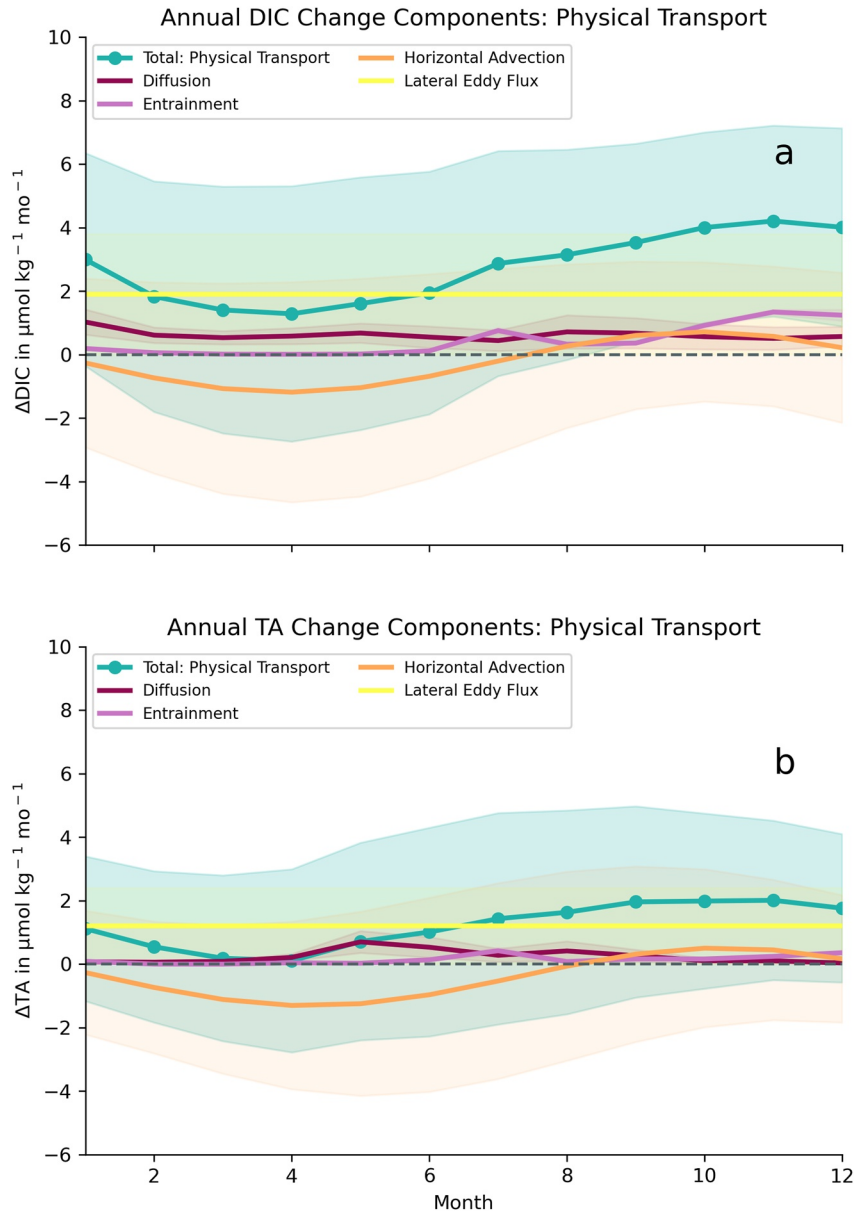 Annual DIC Change Components: Physical Transport
10
Total: Physical Transport
Horizontal Advection
Diffusion
Lateral Eddy Flux
Entrainment
8
6
4
2
0
−2
−4
−6
ΔDIC in μmol kg⁻¹ mo⁻¹
a
Annual TA Change Components: Physical Transport
10
Total: Physical Transport
Horizontal Advection
Diffusion
Lateral Eddy Flux
Entrainment
8
6
4
2
0
−2
−4
−6
ΔTA in μmol kg⁻¹ mo⁻¹
b
2 4 6 8 10 12
Month